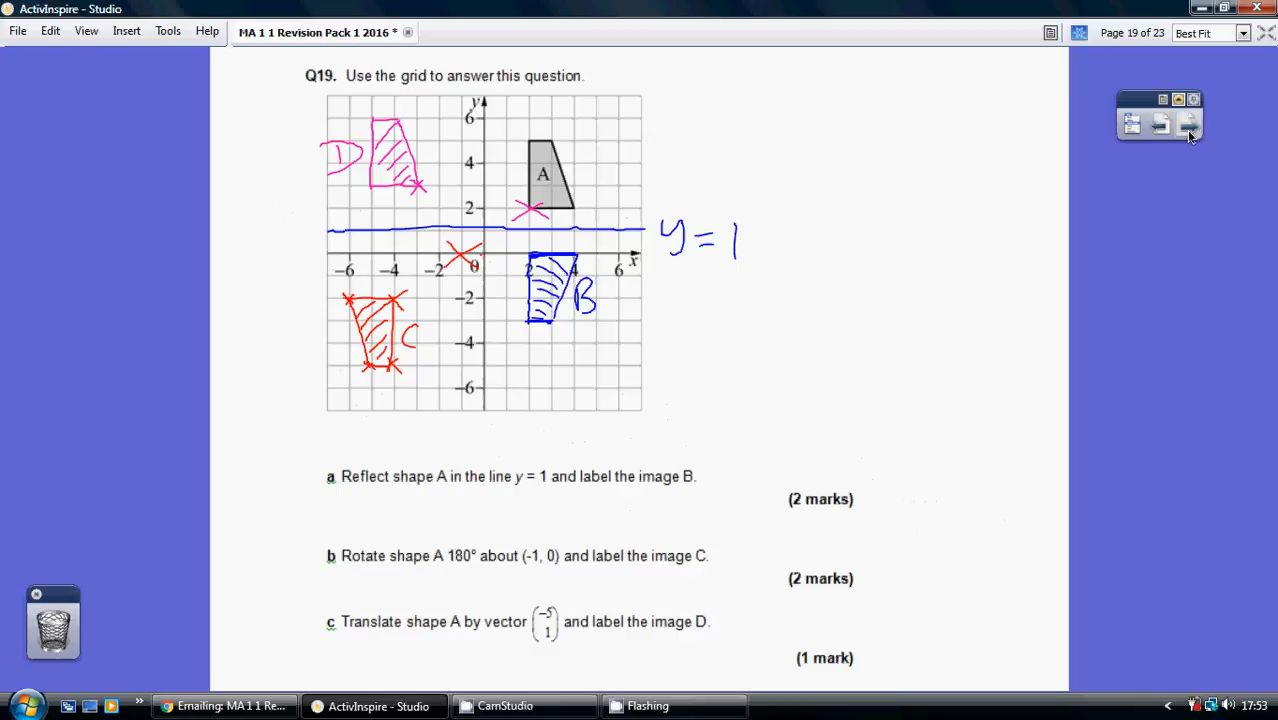 ActivInspire - Studio
File Edit View Insert Tools Help
MA 1 1 Revision Pack 1 2016 *
Page 19 of 23
Best Fit
Q19. Use the grid to answer this question.
y
6
D
4
A
2
y = 1
-6 -4 -2 0 2 4 6 x
-2
B
C
-4
-6
a Reflect shape A in the line y = 1 and label the image B.
(2 marks)
b Rotate shape A 180° about (-1, 0) and label the image C.
(2 marks)
c Translate shape A by vector (−5 1) and label the image D.
(1 mark)
Emailing: MA 1 1 Re...
ActivInspire - Studio
CamStudio
Flashing
17:53